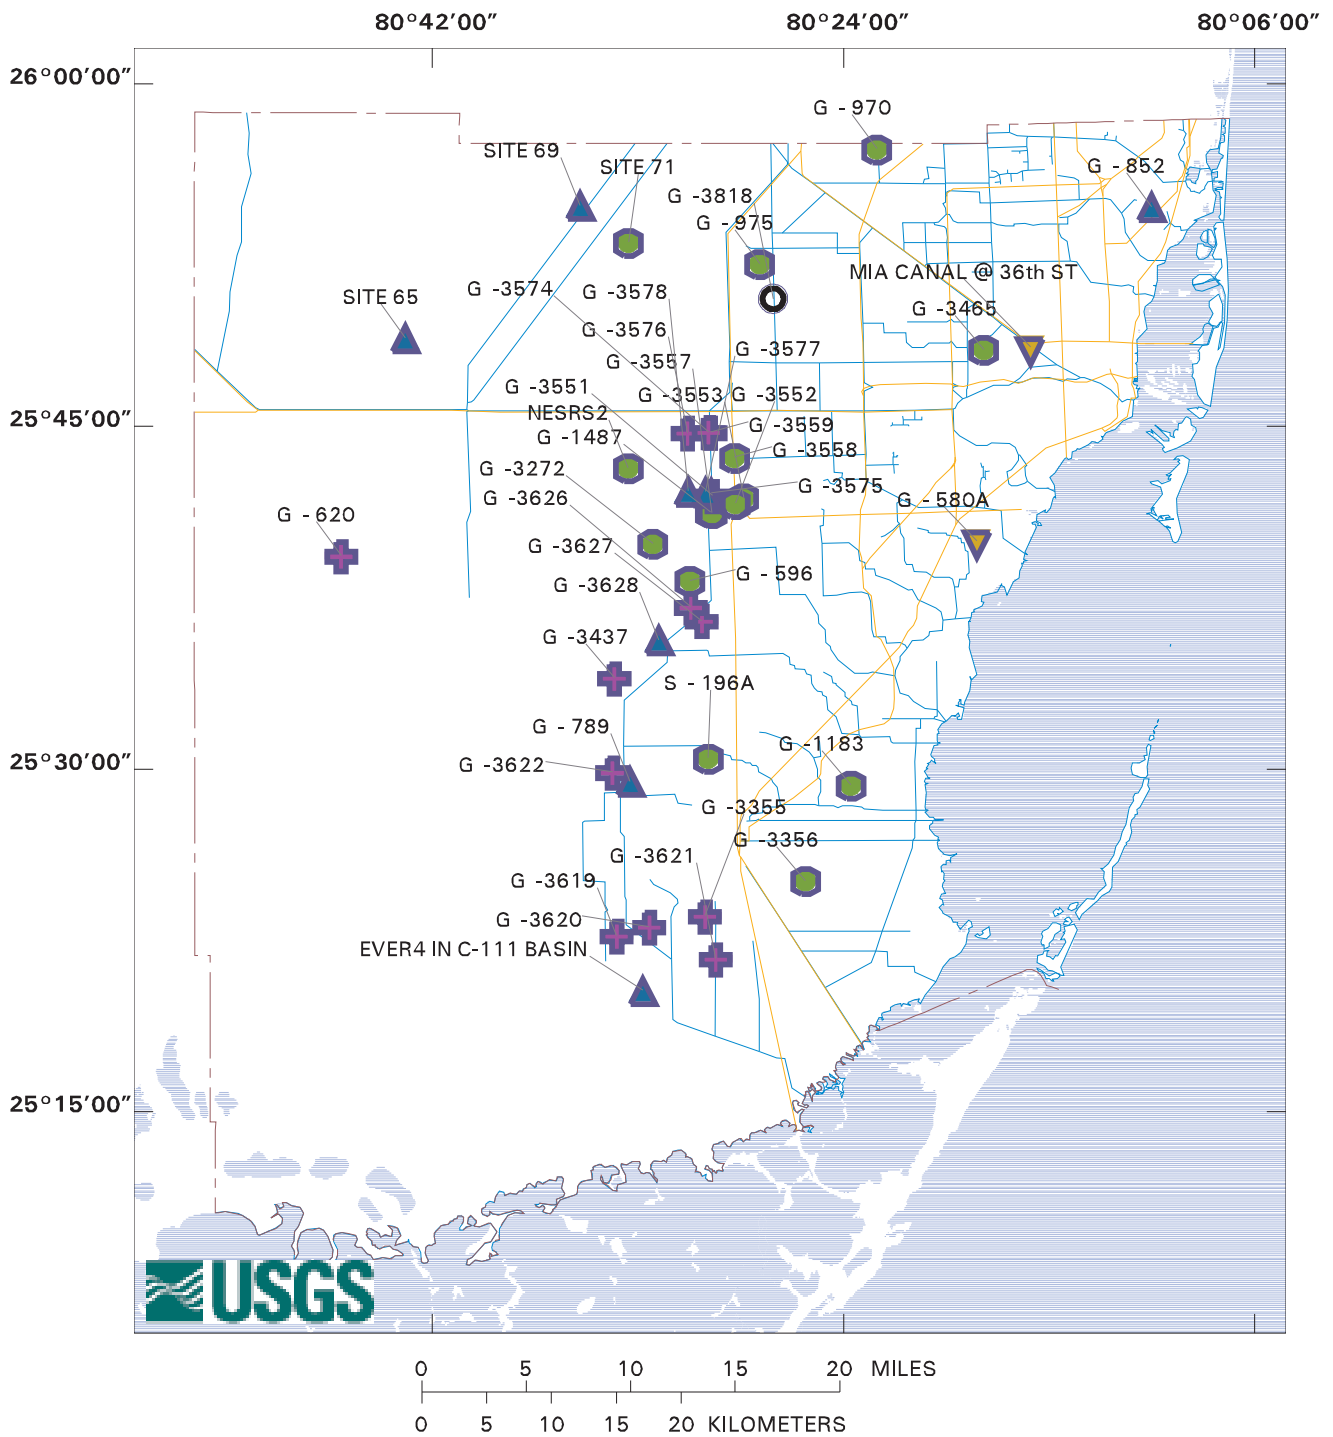 80°42'00" 80°24'00" 80°06'00"
26°00'00"
G - 970
SITE 69
SITE 71
G - 852
G -3818
G - 975
MIA CANAL @ 36th ST
G -3574
G -3578
SITE 65
G -3465
G -3576
G -3577
G -3557
G -3551
G -3553
G -3552
NESRS2
25°45'00"
G -3559
G -1487
G -3558
G -3272
G -3575
G -3626
G - 580A
G - 620
G -3627
G - 596
G -3628
G -3437
S - 196A
G - 789
G -1183
25°30'00"
G -3622
G -3355
G -3356
G -3621
G -3619
G -3620
EVER4 IN C-111 BASIN
25°15'00"
USGS
0 5 10 15 20 MILES
0 5 10 15 20 KILOMETERS